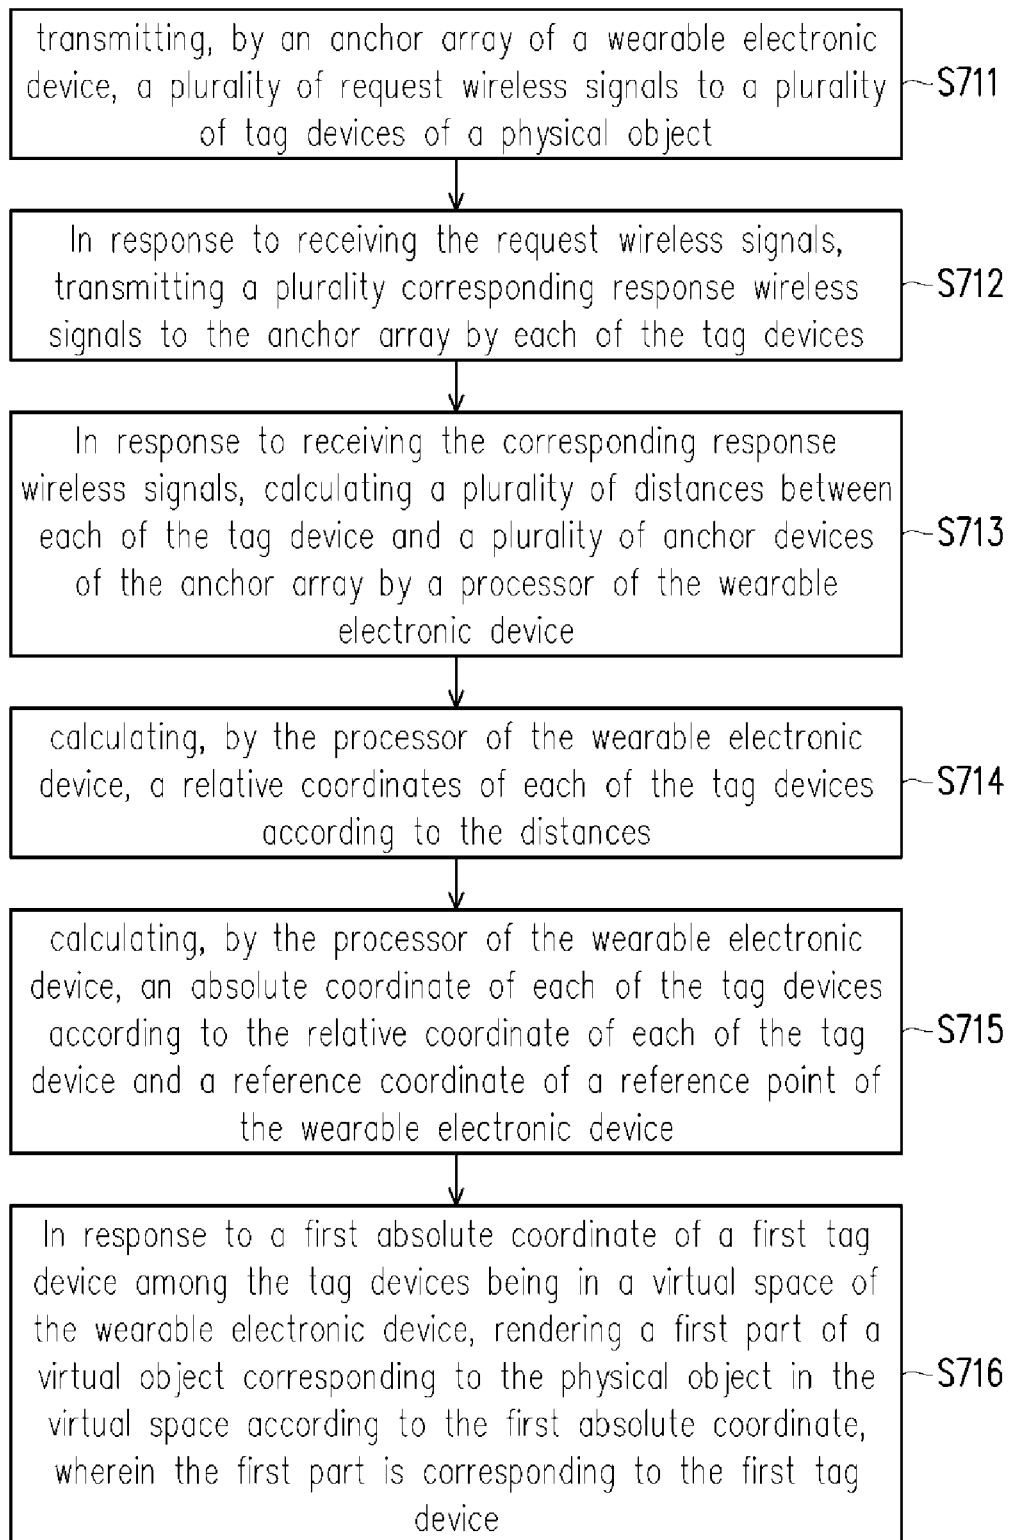 transmitting, by an anchor array of a wearable electronic
device, a plurality of request wireless signals to a plurality
of tag devices of a physical object
S711
In response to receiving the request wireless signals,
transmitting a plurality corresponding response wireless
signals to the anchor array by each of the tag devices
S712
In response to receiving the corresponding response
wireless signals, calculating a plurality of distances between
each of the tag device and a plurality of anchor devices
of the anchor array by a processor of the wearable
electronic device
S713
calculating, by the processor of the wearable electronic
device, a relative coordinates of each of the tag devices
according to the distances
S714
calculating, by the processor of the wearable electronic
device, an absolute coordinate of each of the tag devices
according to the relative coordinate of each of the tag
device and a reference coordinate of a reference point of
the wearable electronic device
S715
In response to a first absolute coordinate of a first tag
device among the tag devices being in a virtual space of
the wearable electronic device, rendering a first part of a
virtual object corresponding to the physical object in the
virtual space according to the first absolute coordinate,
wherein the first part is corresponding to the first tag
device
S716